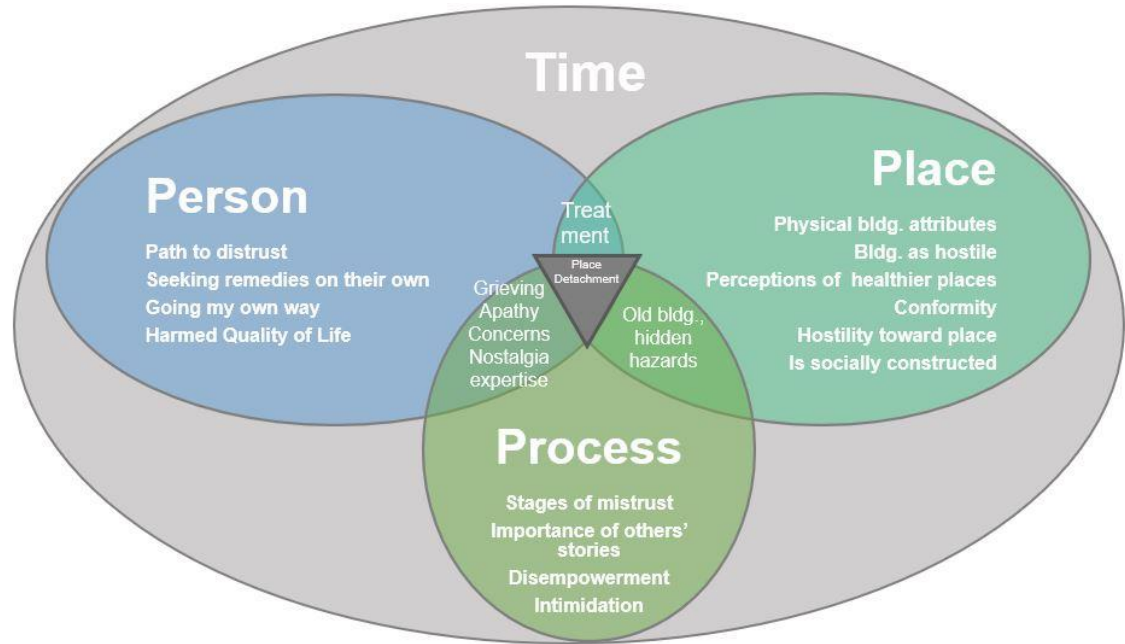 Time
Person
Path to distrust
Seeking remedies on their own
Going my own way
Harmed Quality of Life
Place
Physical bldg. attributes
Bldg. as hostile
Perceptions of healthier places
Conformity
Hostility toward place
Is socially constructed
Treat
ment
Place
Detachment
Grieving
Apathy
Concerns
Nostalgia
expertise
Old bldg.,
hidden
hazards
Process
Stages of mistrust
Importance of others’
stories
Disempowerment
Intimidation